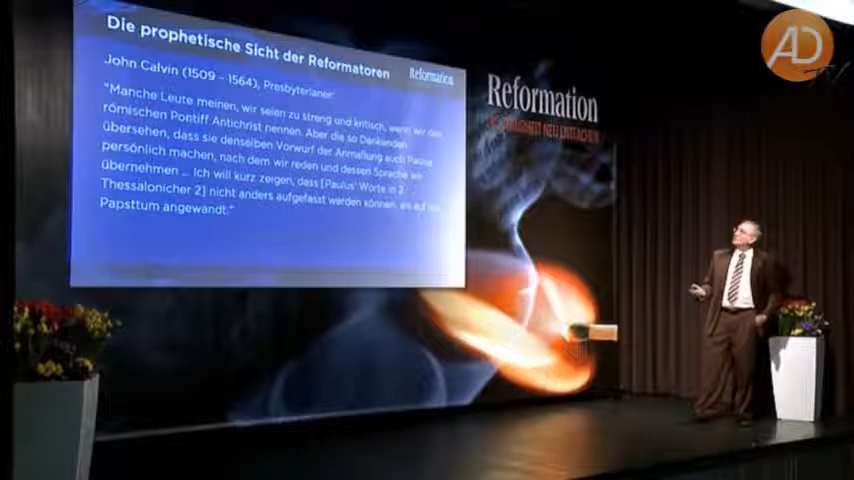 Die prophetische Sicht der Reformatoren
Reformation
John Calvin (1509 – 1564), Presbyterianer:
"Manche Leute meinen, wir seien zu streng und kritisch, wenn wir den
römischen Pontiff Antichrist nennen. Aber die so Denkenden
übersehen, dass sie denselben Vorwurf der Anmaßung auch Paulus
persönlich machen, nach dem wir reden und dessen Sprache wir
übernehmen ... Ich will kurz zeigen, dass [Paulus' Worte in 2
Thessalonicher 2] nicht anders aufgefasst werden können, als auf das
Papsttum angewandt."
Reformation
NEU ENTFACHEN
AD
TV